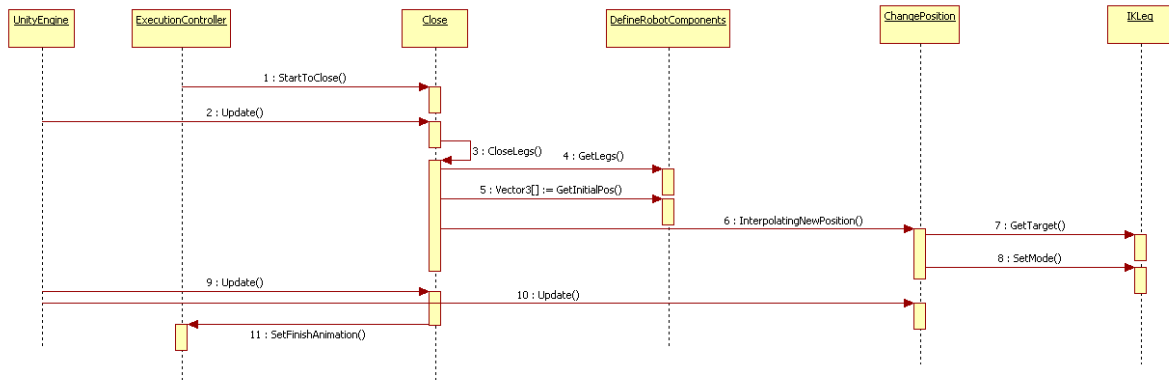 UnityEngine
ExecutionController
Close
DefineRobotComponents
ChangePosition
IKLeg
1 : StartToClose()
2 : Update()
3 : CloseLegs()
4 : GetLegs()
5 : Vector3[] := GetInitialPos()
6 : InterpolatingNewPosition()
7 : GetTarget()
8 : SetMode()
9 : Update()
10 : Update()
11 : SetFinishAnimation()